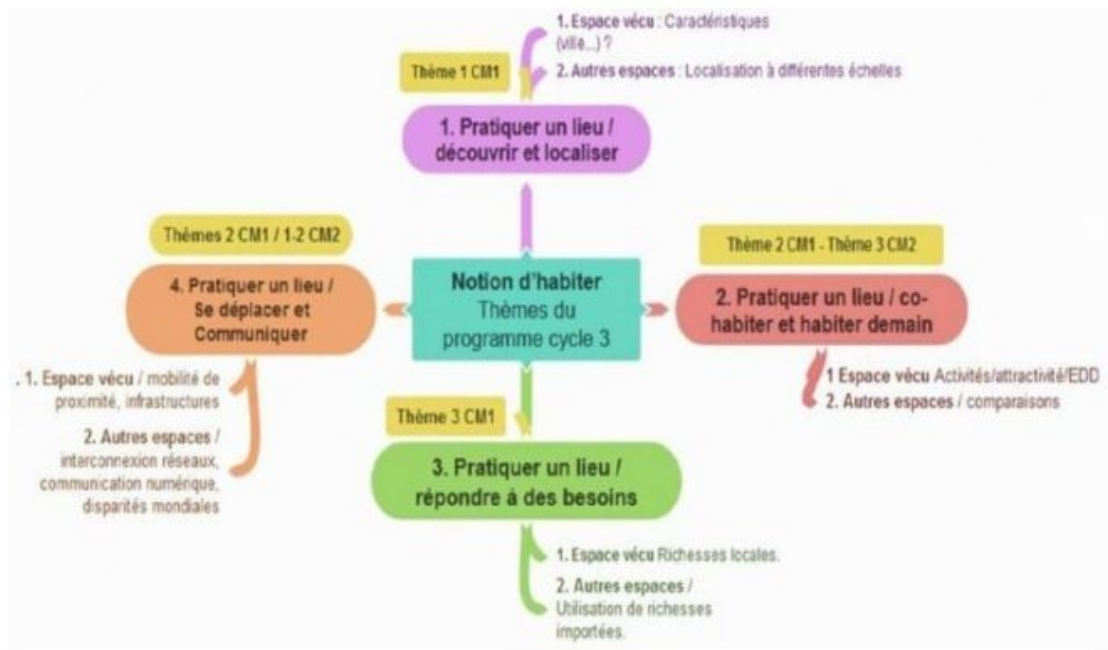 1. Espace vécu : Caractéristiques
(ville...) ?
2. Autres espaces : Localisation à différentes échelles
Thème 1 CM1
1. Pratiquer un lieu /
découvrir et localiser
Thèmes 2 CM1 / 1-2 CM2
4. Pratiquer un lieu /
Se déplacer et
Communiquer
Notion d'habiter
Thèmes du
programme cycle 3
Thème 2 CM1 - Thème 3 CM2
2. Pratiquer un lieu / co-
habiter et habiter demain
1 Espace vécu Activités/attractivité/EDD
2. Autres espaces / comparaisons
. 1. Espace vécu / mobilité de
proximité, infrastructures
2. Autres espaces /
interconnexion réseaux,
communication numérique,
disparités mondiales
Thème 3 CM1
3. Pratiquer un lieu /
répondre à des besoins
1. Espace vécu Richesses locales.
2. Autres espaces /
Utilisation de richesses
importées.